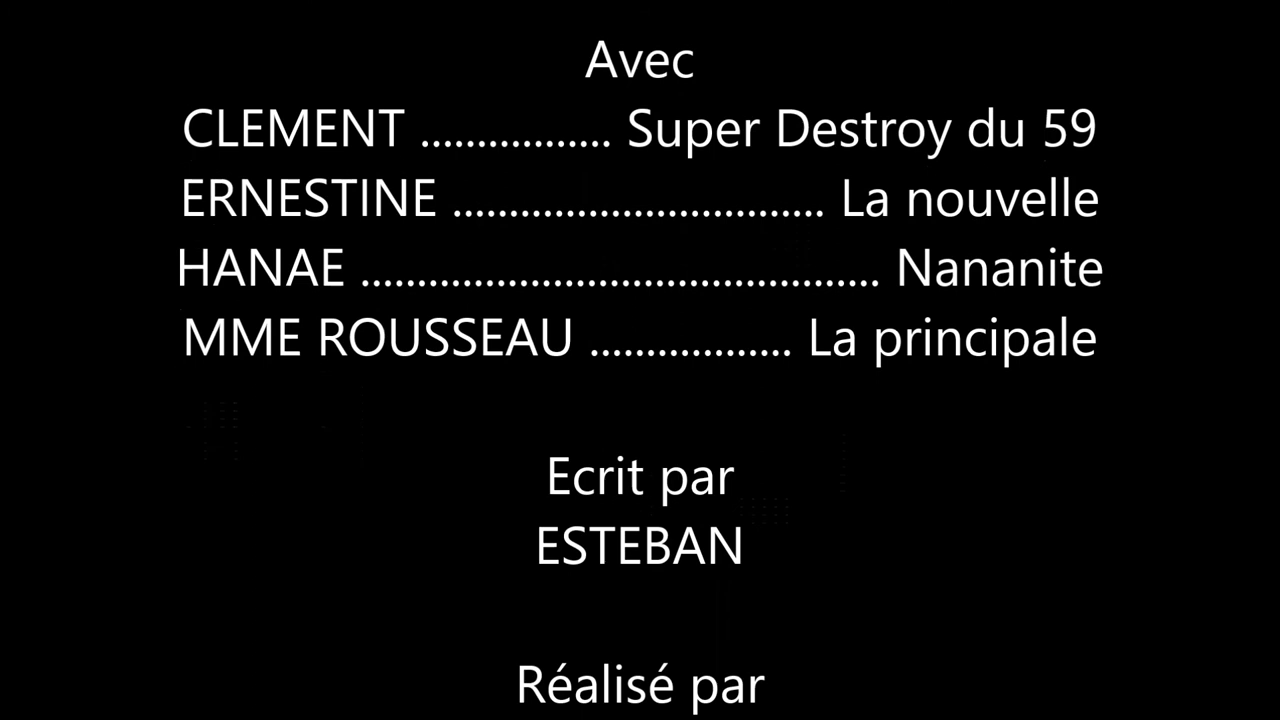 Avec
CLEMENT ................. Super Destroy du 59
ERNESTINE ................................. La nouvelle
HANAE .............................................. Nananite
MME ROUSSEAU .................. La principale
Ecrit par
ESTEBAN
Réalisé par